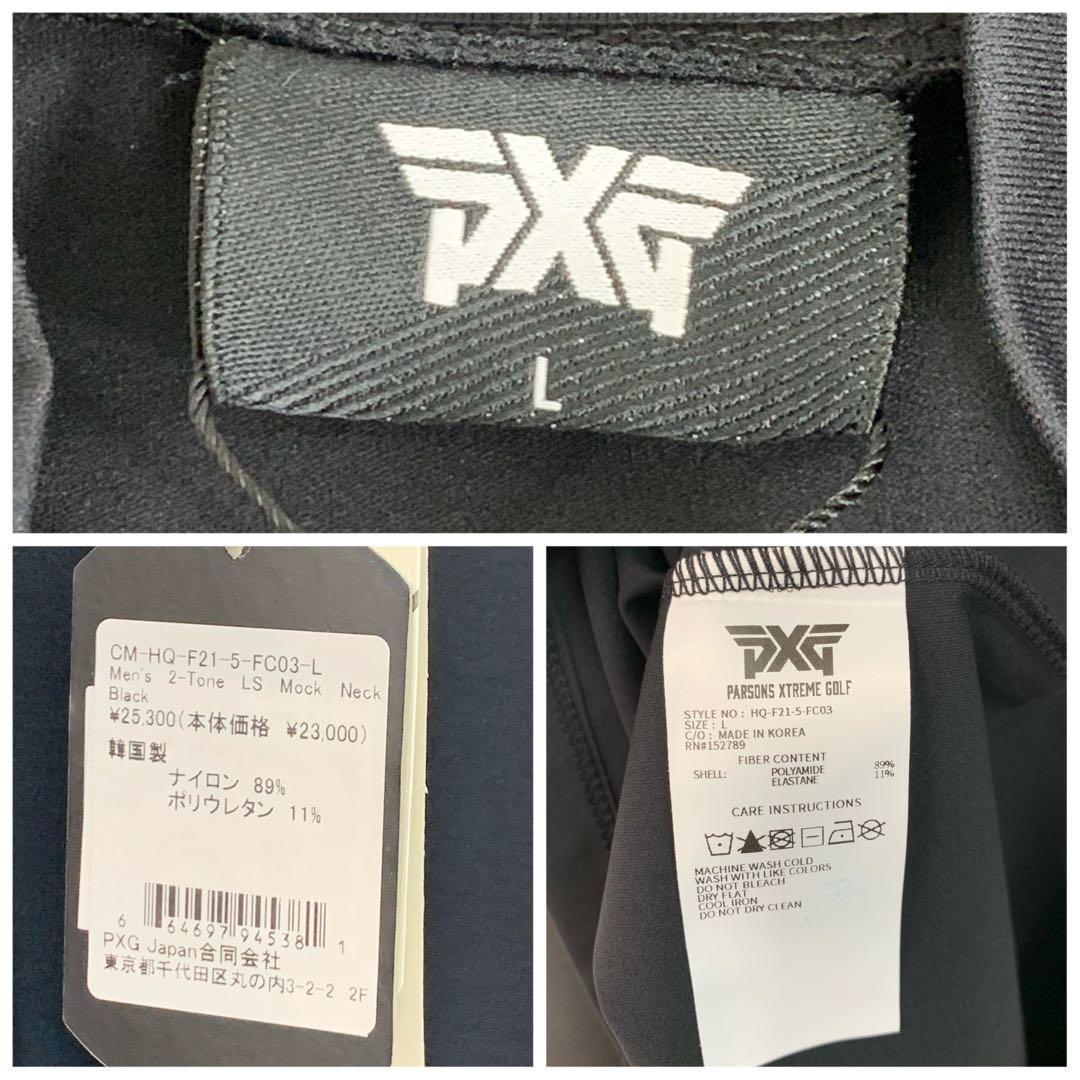 PXG
L
CM-HQ-F21-5-FC03-L
Men's 2-Tone LS Mock Neck
Black
¥25,300(本体価格 ¥23,000)
韓国製
ナイロン 89%
ポリウレタン 11%
6 64697 94538 1
PXG Japan合同会社
東京都千代田区丸の内3-2-2 2F
PXG
PARSONS XTREME GOLF
STYLE NO : HQ-F21-5-FC03
SIZE : L
C/O : MADE IN KOREA
RN#152789
FIBER CONTENT
SHELL: POLYAMIDE 89%
ELASTANE 11%
CARE INSTRUCTIONS
MACHINE WASH COLD
WASH WITH LIKE COLORS
DO NOT BLEACH
DRY FLAT
COOL IRON
DO NOT DRY CLEAN